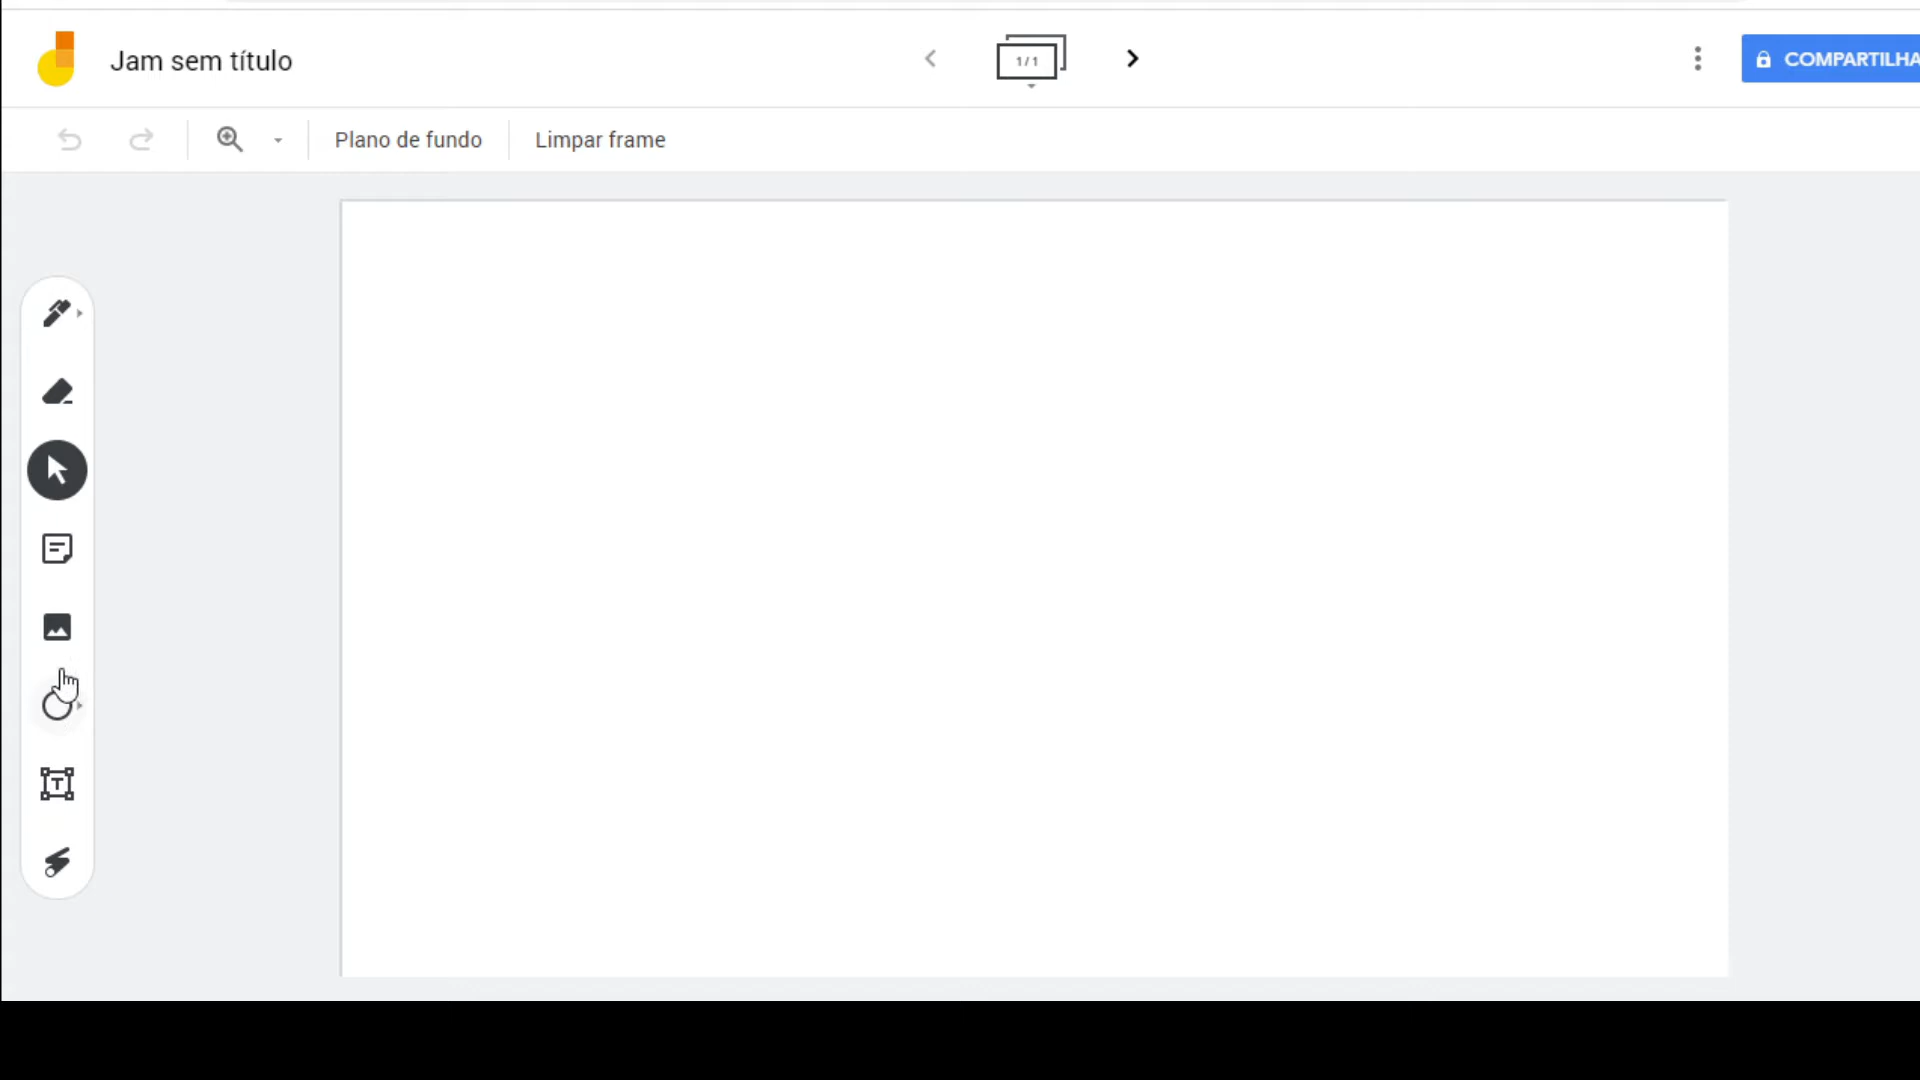 Jam sem título
1/1
COMPARTILHA
Plano de fundo
Limpar frame
T